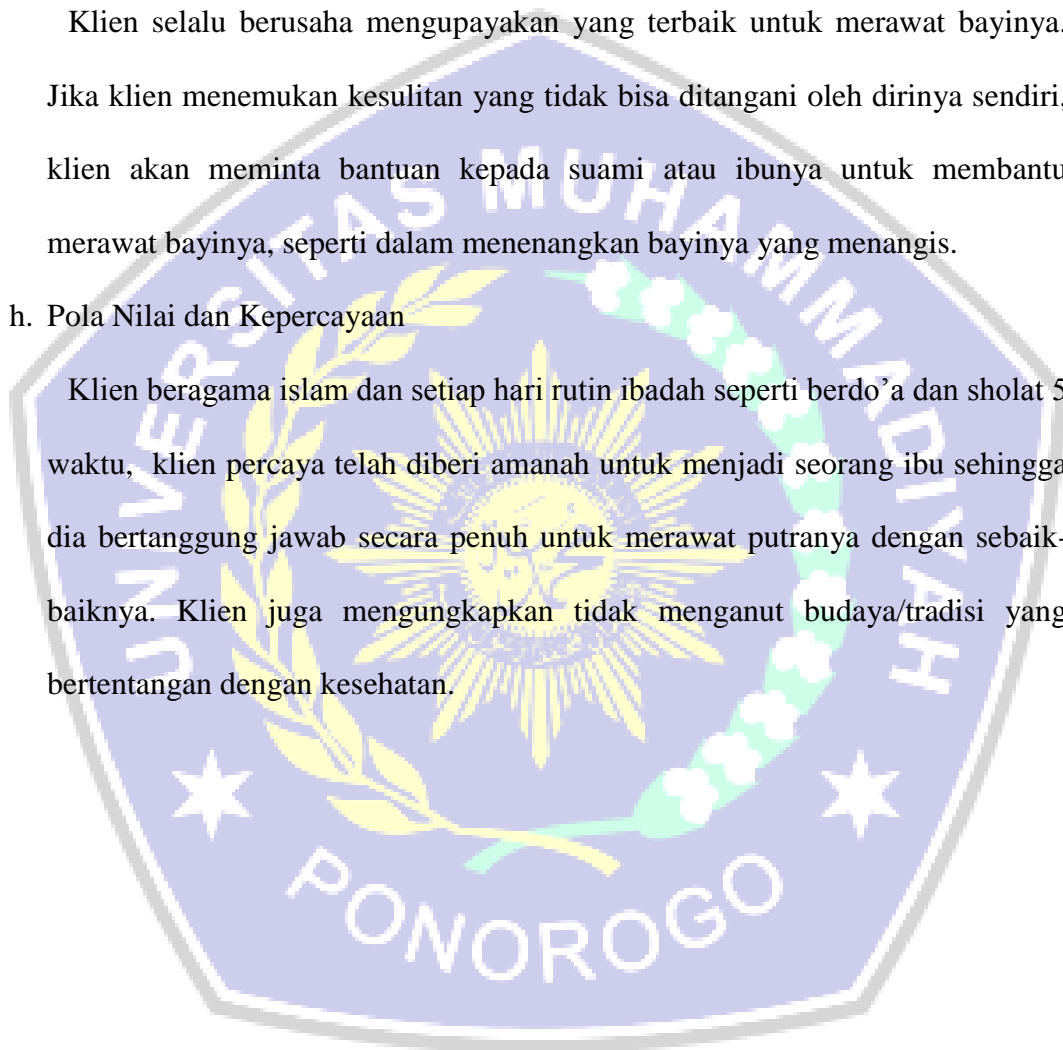 Klien selalu berusaha mengupayakan yang terbaik untuk merawat bayinya.
Jika klien menemukan kesulitan yang tidak bisa ditangani oleh dirinya sendiri,
klien akan meminta bantuan kepada suami atau ibunya untuk membantu
merawat bayinya, seperti dalam menenangkan bayinya yang menangis.
h. Pola Nilai dan Kepercayaan
Klien beragama islam dan setiap hari rutin ibadah seperti berdo’a dan sholat 5
waktu, klien percaya telah diberi amanah untuk menjadi seorang ibu sehingga
dia bertanggung jawab secara penuh untuk merawat putranya dengan sebaik-
baiknya. Klien juga mengungkapkan tidak menganut budaya/tradisi yang
bertentangan dengan kesehatan.
UNIVERSITAS MUHAMMADIYAH
PONOROGO